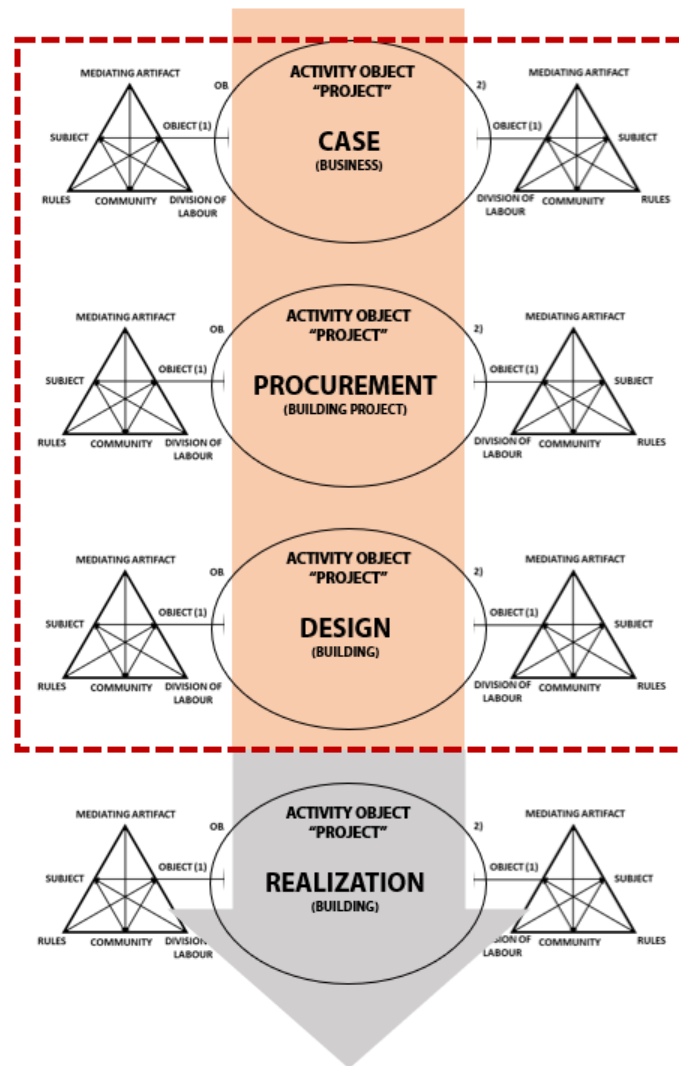 MEDIATING ARTIFACT
OB
ACTIVITY OBJECT
"PROJECT"
2)
MEDIATING ARTIFACT
SUBJECT
OBJECT (1)
CASE
(BUSINESS)
OBJECT (1)
SUBJECT
RULES
COMMUNITY
DIVISION OF
LABOUR
DIVISION OF
LABOUR
COMMUNITY
RULES
MEDIATING ARTIFACT
OB
ACTIVITY OBJECT
"PROJECT"
2)
MEDIATING ARTIFACT
SUBJECT
OBJECT (1)
PROCUREMENT
(BUILDING PROJECT)
OBJECT (1)
SUBJECT
RULES
COMMUNITY
DIVISION OF
LABOUR
DIVISION OF
LABOUR
COMMUNITY
RULES
MEDIATING ARTIFACT
OB
ACTIVITY OBJECT
"PROJECT"
2)
MEDIATING ARTIFACT
SUBJECT
OBJECT (1)
DESIGN
(BUILDING)
OBJECT (1)
SUBJECT
RULES
COMMUNITY
DIVISION OF
LABOUR
DIVISION OF
LABOUR
COMMUNITY
RULES
MEDIATING ARTIFACT
OB
ACTIVITY OBJECT
"PROJECT"
2)
MEDIATING ARTIFACT
SUBJECT
OBJECT (1)
REALIZATION
(BUILDING)
OBJECT (1)
SUBJECT
RULES
COMMUNITY
DIVISION
LABOUR
OF
LABOUR
COMMUNITY
RULES